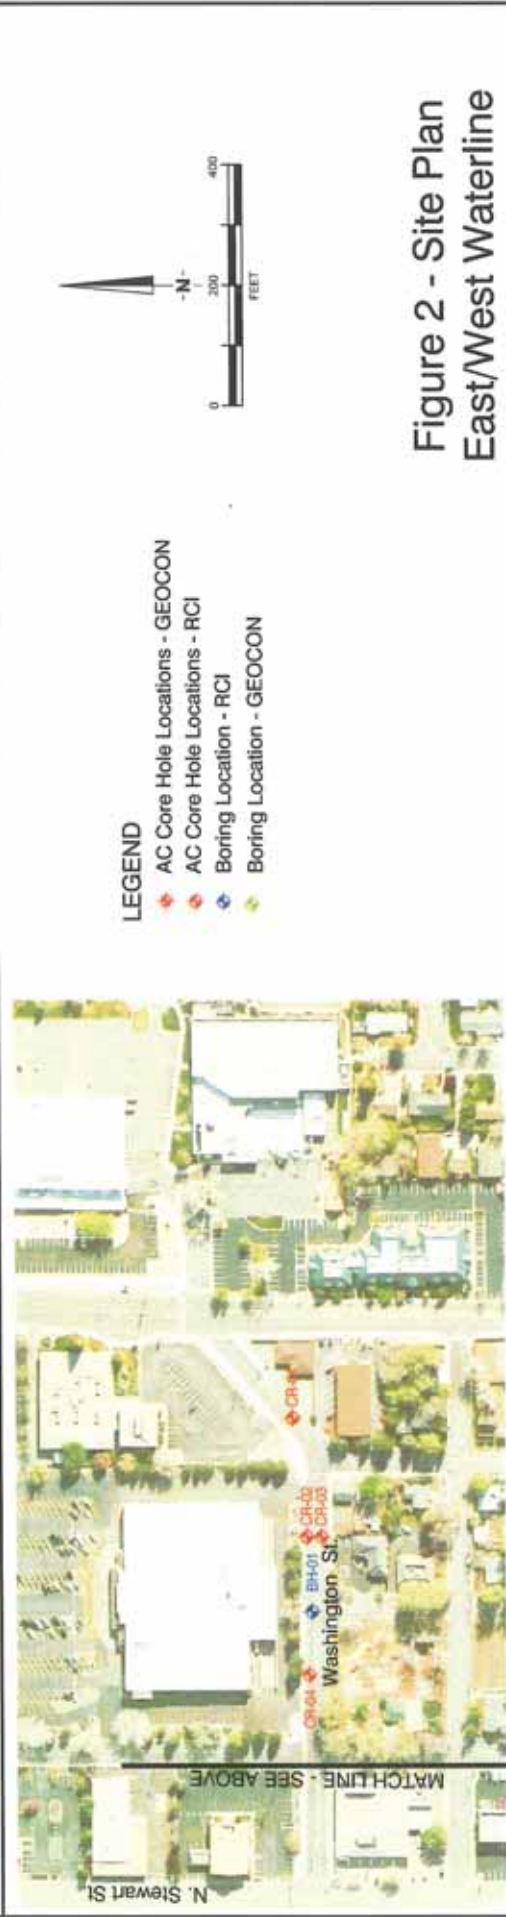 N. Stewart St.
MATCH LINE - SEE ABOVE
CR-04
BH-01
Washington St.
CR-02
CR-03
LEGEND
AC Core Hole Locations - GEOCON
AC Core Hole Locations - RCI
Boring Location - RCI
Boring Location - GEOCON
-N-
0 200 400
FEET
Figure 2 - Site Plan
East/West Waterline